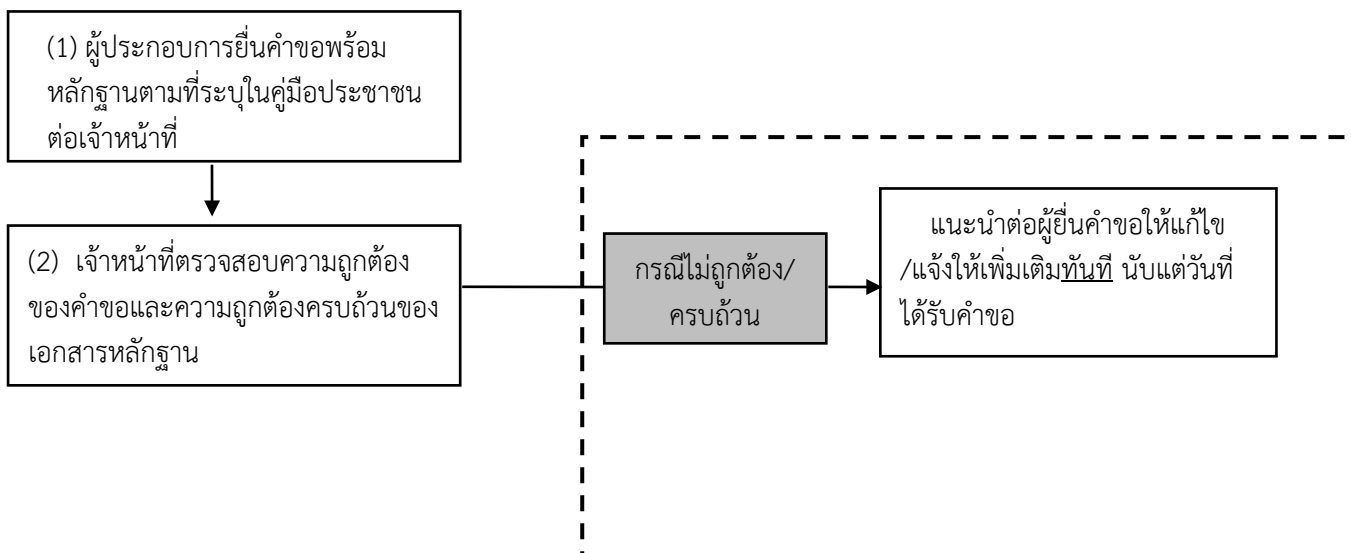 (1) ผู้ประกอบการยื่นคำขอพร้อม
หลักฐานตามที่ระบุในคู่มือประชาชน
ต่อเจ้าหน้าที่
(2) เจ้าหน้าที่ตรวจสอบความถูกต้อง
ของคำขอและความถูกต้องครบถ้วนของ
เอกสารหลักฐาน
กรณีไม่ถูกต้อง/
ครบถ้วน
แนะนำต่อผู้ยื่นคำขอให้แก้ไข
/แจ้งให้เพิ่มเติมทันที นับแต่วันที่
ได้รับคำขอ